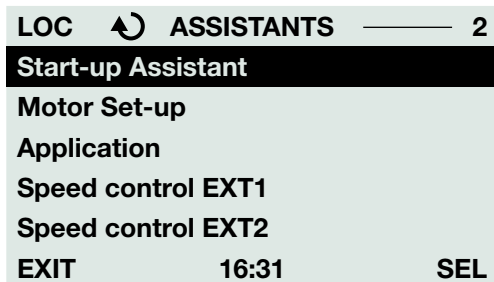 LOC ASSISTANTS 2
Start-up Assistant
Motor Set-up
Application
Speed control EXT1
Speed control EXT2
EXIT 16:31 SEL